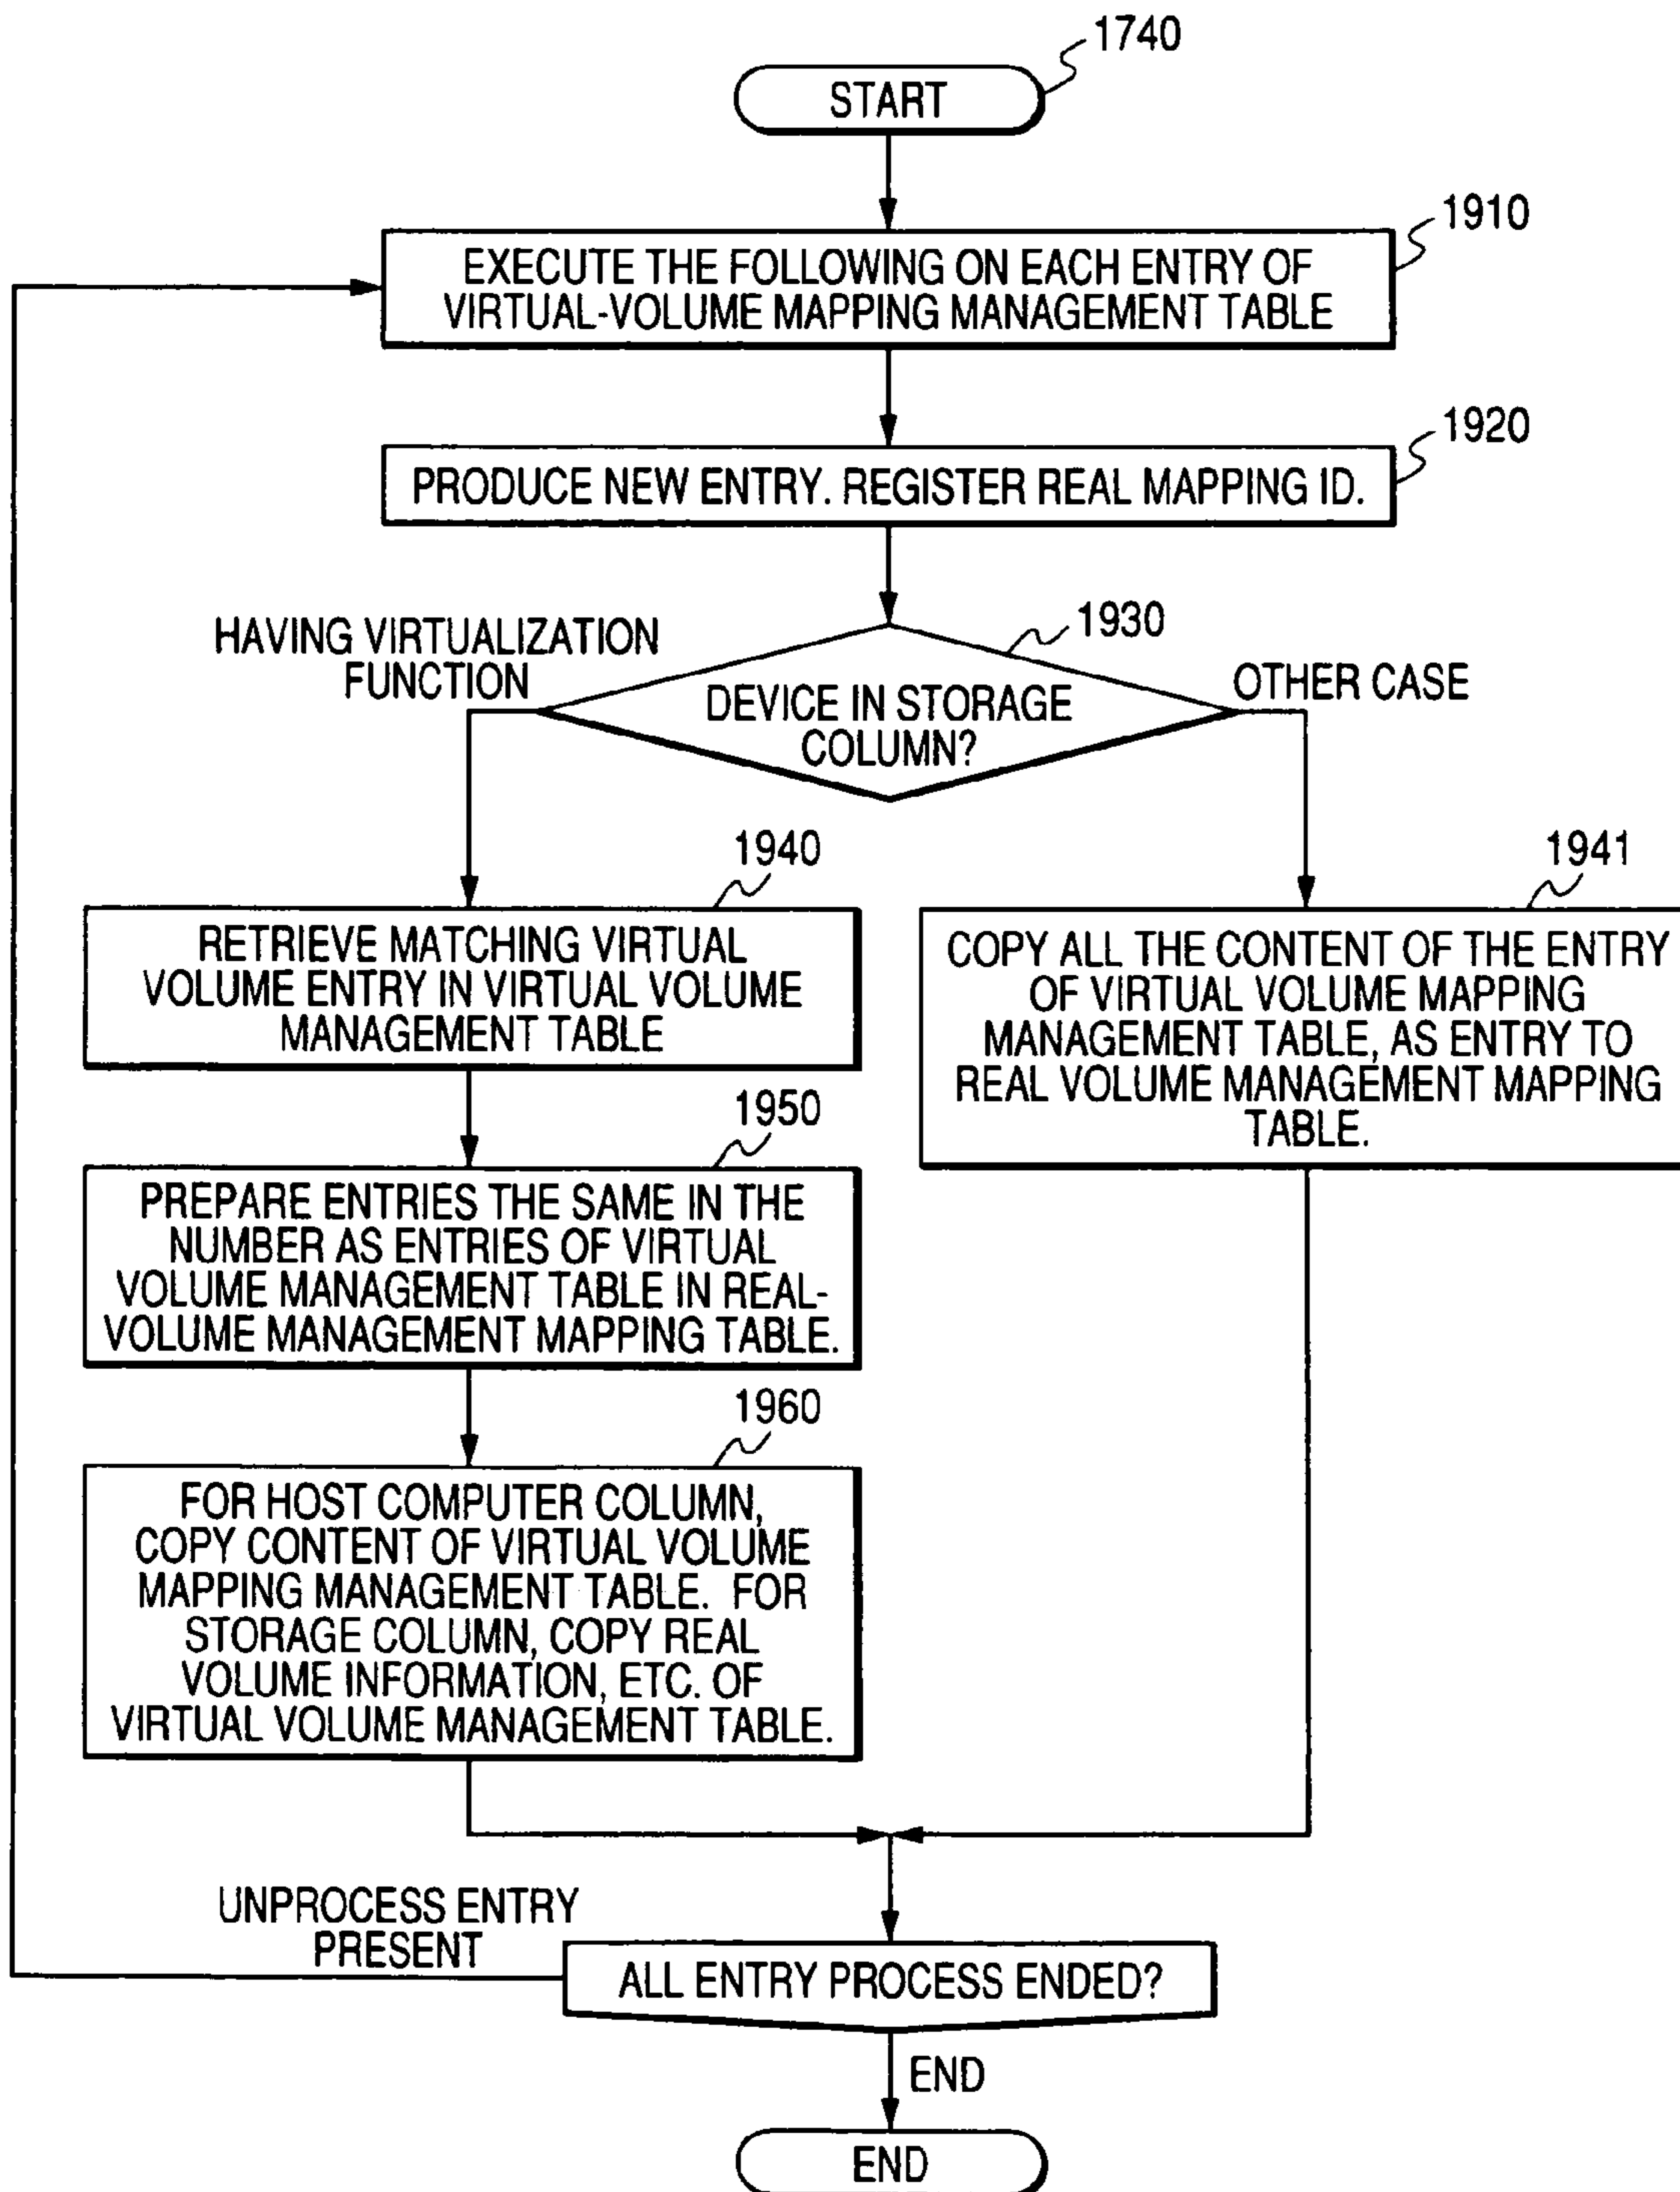 1740
START
1910
EXECUTE THE FOLLOWING ON EACH ENTRY OF
VIRTUAL-VOLUME MAPPING MANAGEMENT TABLE
1920
PRODUCE NEW ENTRY. REGISTER REAL MAPPING ID.
1930
HAVING VIRTUALIZATION
FUNCTION
DEVICE IN STORAGE
COLUMN?
OTHER CASE
1940
RETRIEVE MATCHING VIRTUAL
VOLUME ENTRY IN VIRTUAL VOLUME
MANAGEMENT TABLE
1941
COPY ALL THE CONTENT OF THE ENTRY
OF VIRTUAL VOLUME MAPPING
MANAGEMENT TABLE, AS ENTRY TO
REAL VOLUME MANAGEMENT MAPPING
TABLE.
1950
PREPARE ENTRIES THE SAME IN THE
NUMBER AS ENTRIES OF VIRTUAL
VOLUME MANAGEMENT TABLE IN REAL-
VOLUME MANAGEMENT MAPPING TABLE.
1960
FOR HOST COMPUTER COLUMN,
COPY CONTENT OF VIRTUAL VOLUME
MAPPING MANAGEMENT TABLE. FOR
STORAGE COLUMN, COPY REAL
VOLUME INFORMATION, ETC. OF
VIRTUAL VOLUME MANAGEMENT TABLE.
UNPROCESS ENTRY
PRESENT
ALL ENTRY PROCESS ENDED?
END
END